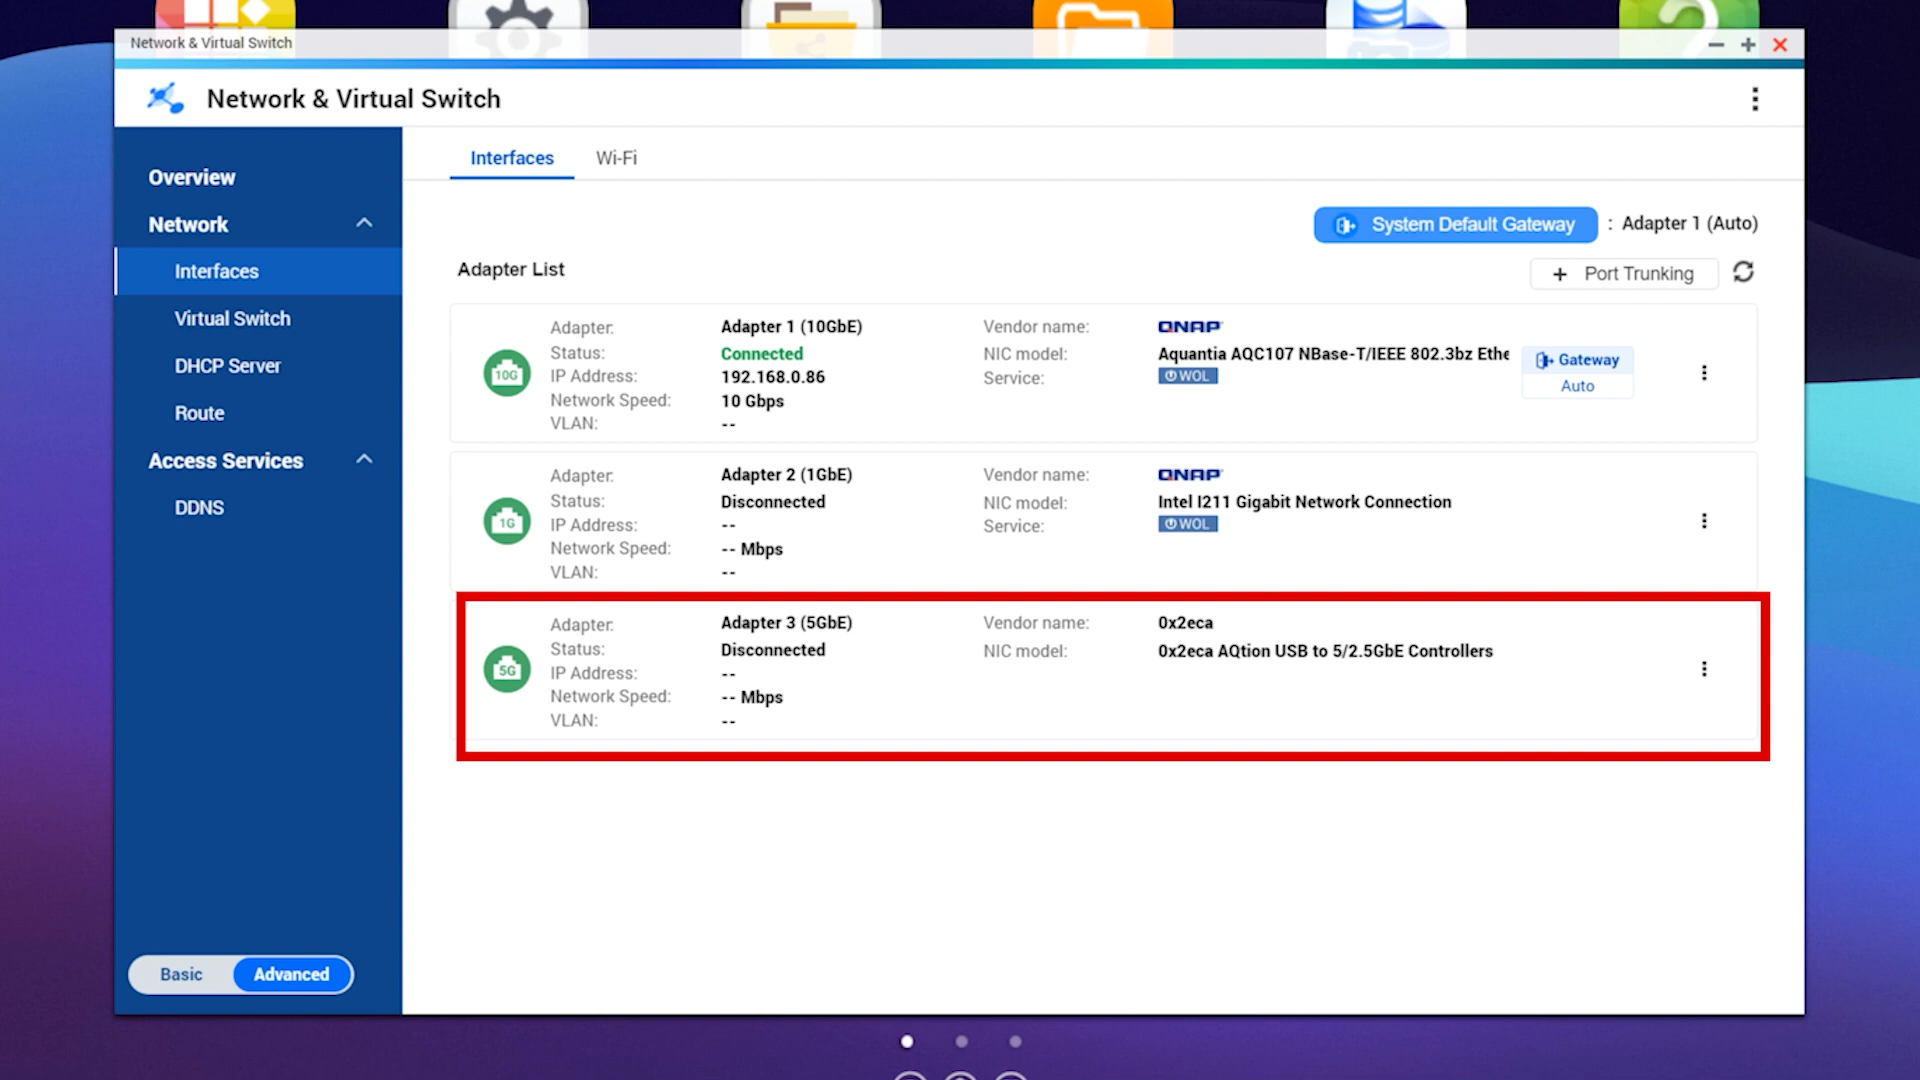 Network & Virtual Switch
Network & Virtual Switch
Overview
Network
Interfaces
Virtual Switch
DHCP Server
Route
Access Services
DDNS
Basic
Advanced
Interfaces
Wi-Fi
System Default Gateway : Adapter 1 (Auto)
Adapter List
+ Port Trunking
10G
Adapter: Adapter 1 (10GbE) Vendor name: QNAP
Status: Connected NIC model: Aquantia AQC107 NBase-T/IEEE 802.3bz Ethe
IP Address: 192.168.0.86 Service: WOL
Network Speed: 10 Gbps
VLAN: --
Gateway
Auto
1G
Adapter: Adapter 2 (1GbE) Vendor name: QNAP
Status: Disconnected NIC model: Intel I211 Gigabit Network Connection
IP Address: -- Service: WOL
Network Speed: -- Mbps
VLAN: --
5G
Adapter: Adapter 3 (5GbE) Vendor name: 0x2eca
Status: Disconnected NIC model: 0x2eca AQtion USB to 5/2.5GbE Controllers
IP Address: --
Network Speed: -- Mbps
VLAN: --